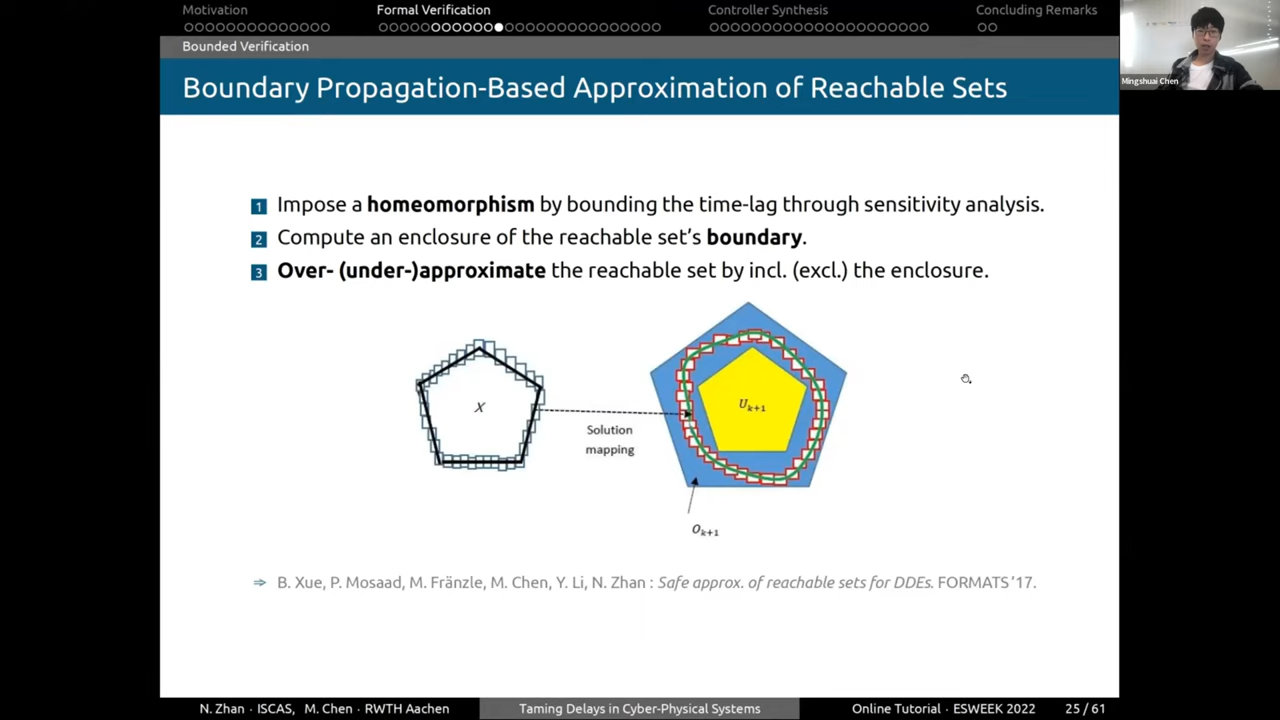 Motivation
Formal Verification
Controller Synthesis
Concluding Remarks
Bounded Verification
Mingshuai Chen
Boundary Propagation-Based Approximation of Reachable Sets
1 Impose a homeomorphism by bounding the time-lag through sensitivity analysis.
2 Compute an enclosure of the reachable set's boundary.
3 Over- (under-)approximate the reachable set by incl. (excl.) the enclosure.
X
Solution
mapping
U_{k+1}
O_{k+1}
⇒ B. Xue, P. Mosaad, M. Fränzle, M. Chen, Y. Li, N. Zhan : Safe approx. of reachable sets for DDEs. FORMATS '17.
N. Zhan · ISCAS, M. Chen · RWTH Aachen
Taming Delays in Cyber-Physical Systems
Online Tutorial · ESWEEK 2022
25 / 61